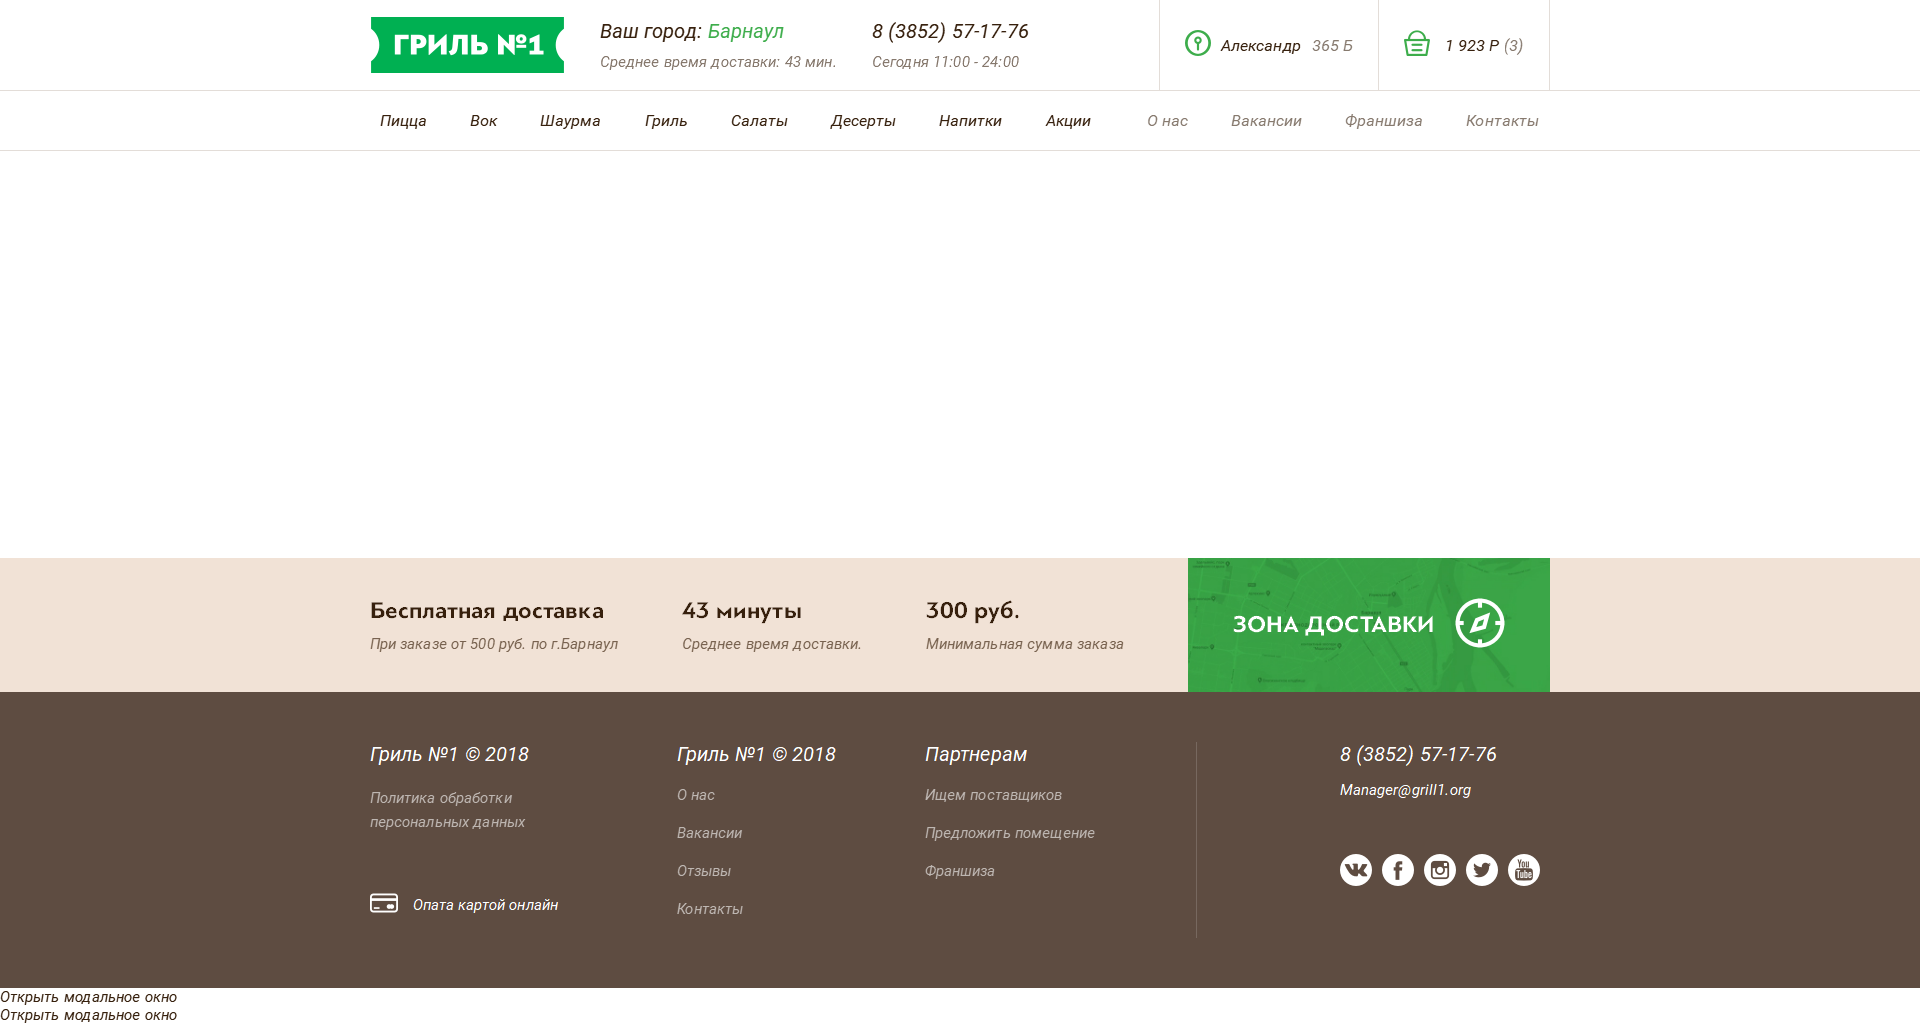 ГРИЛЬ №1
Ваш город: Барнаул
Среднее время доставки: 43 мин.
8 (3852) 57-17-76
Сегодня 11:00 - 24:00
Александр 365 Б
1 923 Р (3)
Пицца Вок Шаурма Гриль Салаты Десерты Напитки Акции О нас Вакансии Франшиза Контакты
Бесплатная доставка
При заказе от 500 руб. по г.Барнаул
43 минуты
Среднее время доставки.
300 руб.
Минимальная сумма заказа
ЗОНА ДОСТАВКИ
Гриль №1 © 2018
Политика обработки
персональных данных
Опата картой онлайн
Гриль №1 © 2018
О нас
Вакансии
Отзывы
Контакты
Партнерам
Ищем поставщиков
Предложить помещение
Франшиза
8 (3852) 57-17-76
Manager@grill1.org
You
Tube
Открыть модальное окно
Открыть модальное окно